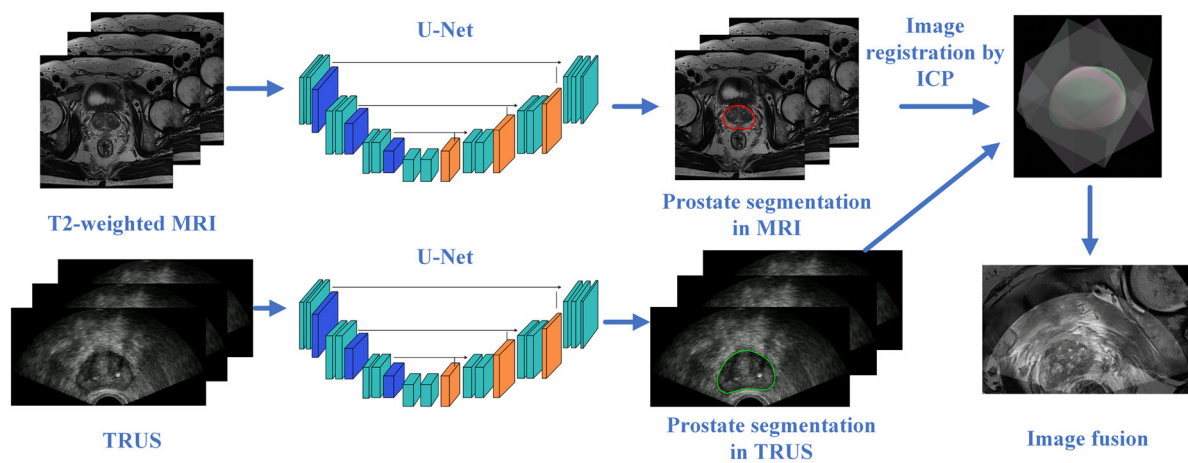 U-Net
Image
registration by
ICP
T2-weighted MRI
Prostate segmentation
in MRI
U-Net
TRUS
Prostate segmentation
in TRUS
Image fusion